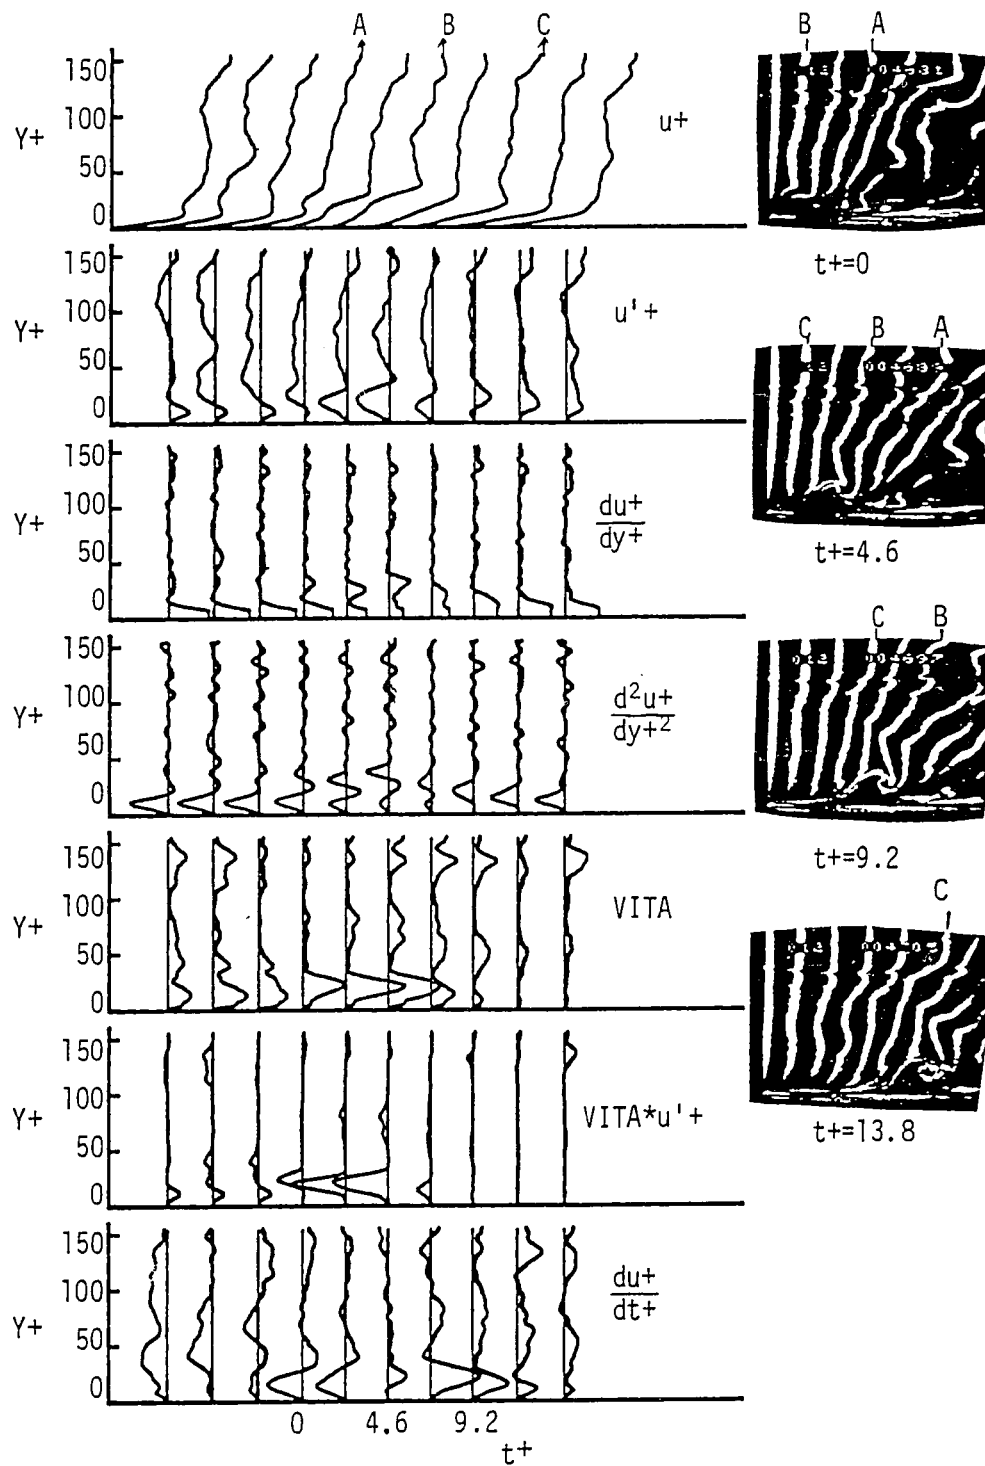 A B C
150
100
Y+
50
0
u+
150
100
Y+
50
0
u'+
150
100
Y+
50
0
du+
dy+
150
100
Y+
50
0
d²u+
dy+²
150
100
Y+
50
0
VITA
150
100
Y+
50
0
VITA*u'+
150
100
Y+
50
0
du+
dt+
0 4.6 9.2
t+
B A
t+=0
C B A
t+=4.6
C B
t+=9.2
C
t+=13.8